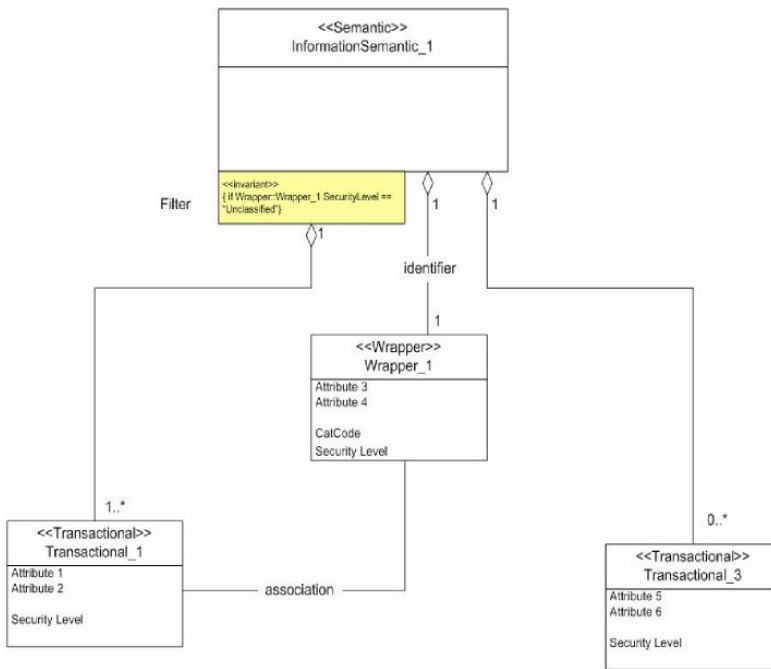 <<Semantic>>
InformationSemantic_1
<<invariant>>
{ if Wrapper::Wrapper_1 SecurityLevel ==
"Unclassified"}
Filter
1
1
1
identifier
1
<<Wrapper>>
Wrapper_1
Attribute 3
Attribute 4
CatCode
Security Level
1..*
0..*
<<Transactional>>
Transactional_1
Attribute 1
Attribute 2
Security Level
association
<<Transactional>>
Transactional_3
Attribute 5
Attribute 6
Security Level